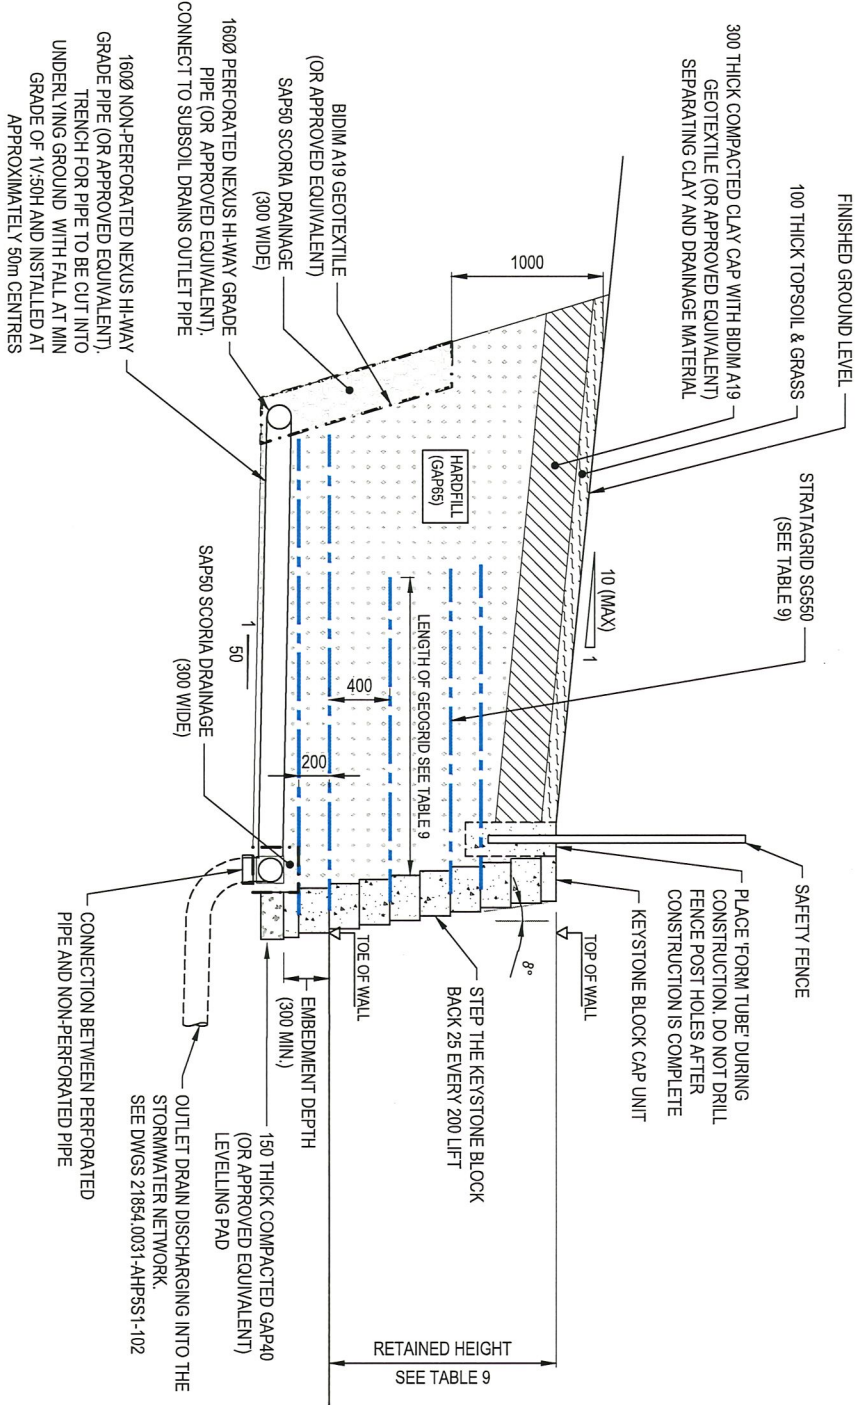 FINISHED GROUND LEVEL
100 THICK TOPSOIL & GRASS
300 THICK COMPACTED CLAY CAP WITH BIDIM A19
GEOTEXTILE (OR APPROVED EQUIVALENT)
SEPARATING CLAY AND DRAINAGE MATERIAL
1000
BIDIM A19 GEOTEXTILE
(OR APPROVED EQUIVALENT)
SAP50 SCORIA DRAINAGE
(300 WIDE)
160Ø PERFORATED NEXUS HI-WAY GRADE
PIPE (OR APPROVED EQUIVALENT).
CONNECT TO SUBSOIL DRAINS OUTLET PIPE
160Ø NON-PERFORATED NEXUS HI-WAY
GRADE PIPE (OR APPROVED EQUIVALENT).
TRENCH FOR PIPE TO BE CUT INTO
UNDERLYING GROUND WITH FALL AT MIN
GRADE OF 1V:50H AND INSTALLED AT
APPROXIMATELY 50m CENTRES
STRATAGRID SG550
(SEE TABLE 9)
10 (MAX)
1
HARDFILL
(GAP65)
LENGTH OF GEOGRID SEE TABLE 9
400
200
1
50
SAP50 SCORIA DRAINAGE
(300 WIDE)
SAFETY FENCE
PLACE 'FORM TUBE' DURING
CONSTRUCTION. DO NOT DRILL
FENCE POST HOLES AFTER
CONSTRUCTION IS COMPLETE
KEYSTONE BLOCK CAP UNIT
TOP OF WALL
8°
STEP THE KEYSTONE BLOCK
BACK 25 EVERY 200 LIFT
TOE OF WALL
EMBEDMENT DEPTH
(300 MIN.)
150 THICK COMPACTED GAP40
(OR APPROVED EQUIVALENT)
LEVELLING PAD
OUTLET DRAIN DISCHARGING INTO THE
STORMWATER NETWORK.
SEE DWGS 21854.0031-AHP5S1-102
CONNECTION BETWEEN PERFORATED
PIPE AND NON-PERFORATED PIPE
RETAINED HEIGHT
SEE TABLE 9